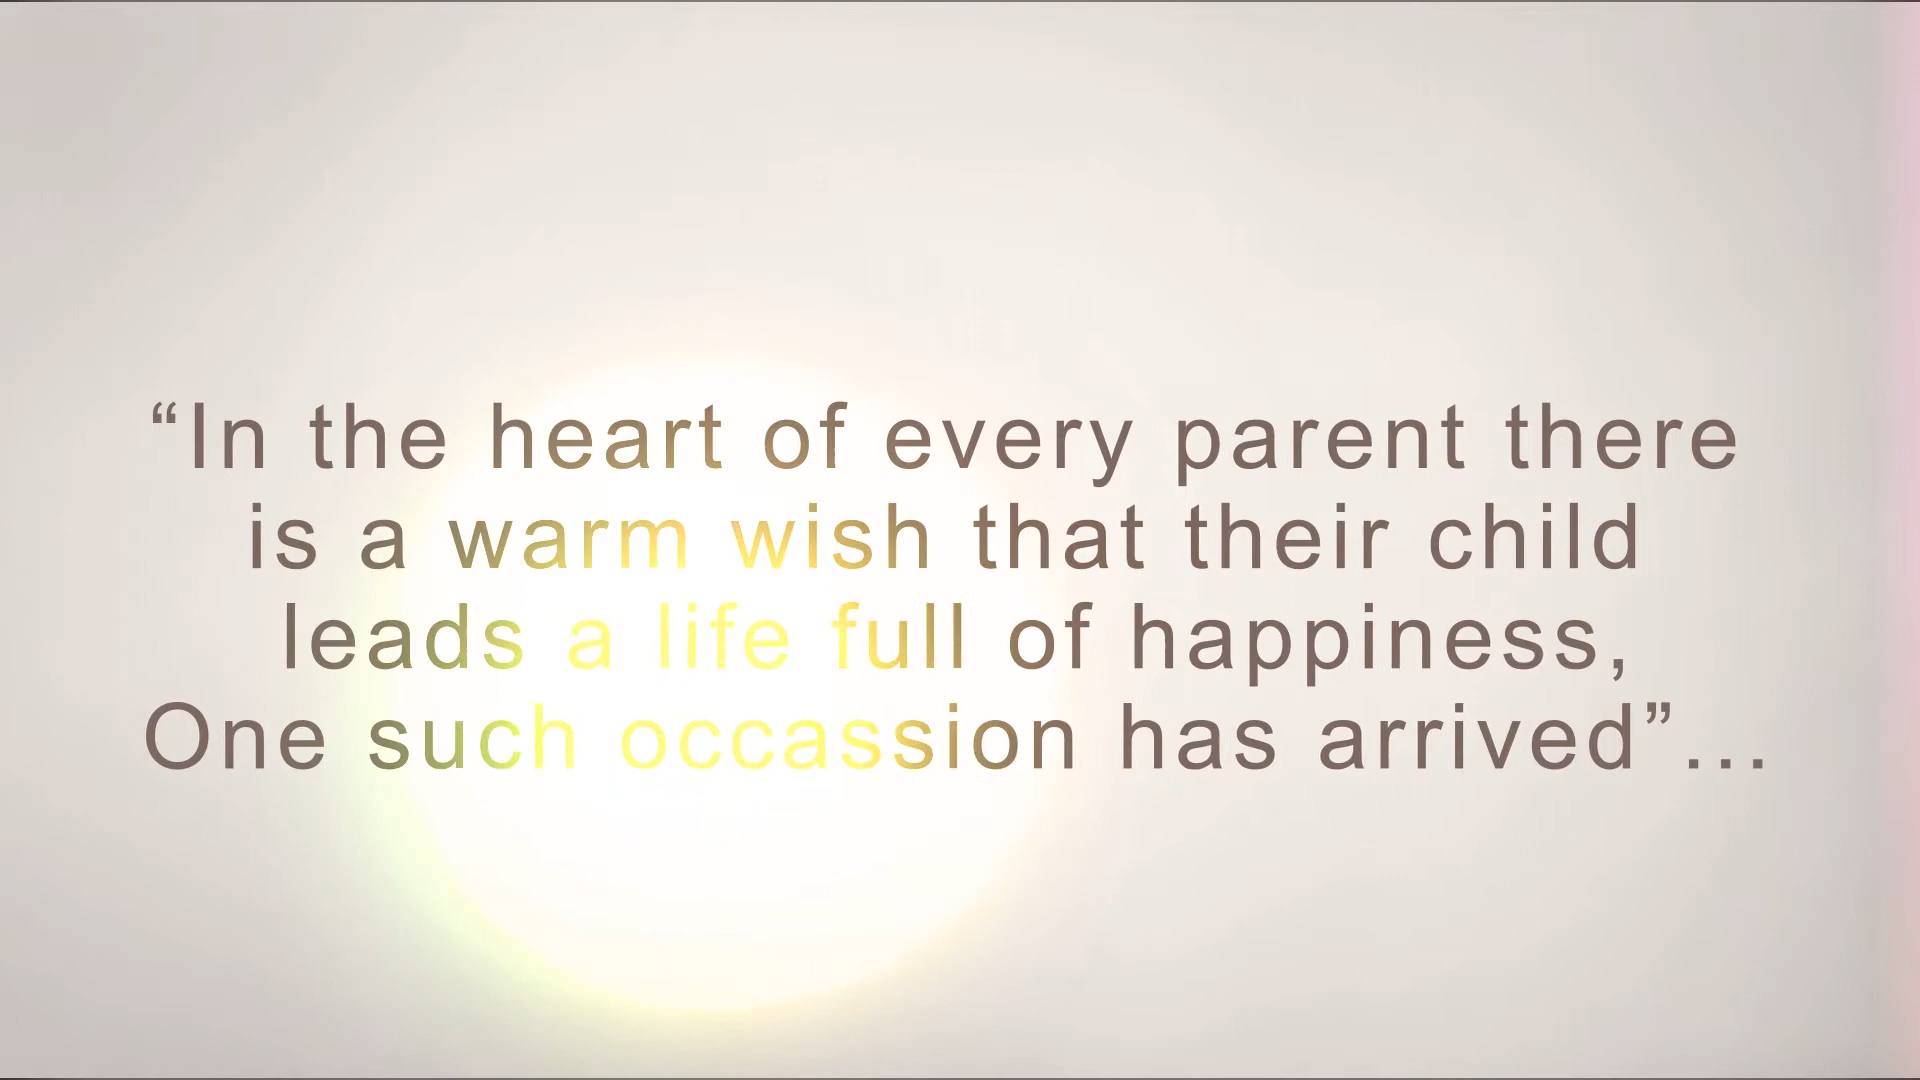 “In the heart of every parent there
is a warm wish that their child
leads a life full of happiness,
One such occassion has arrived”...